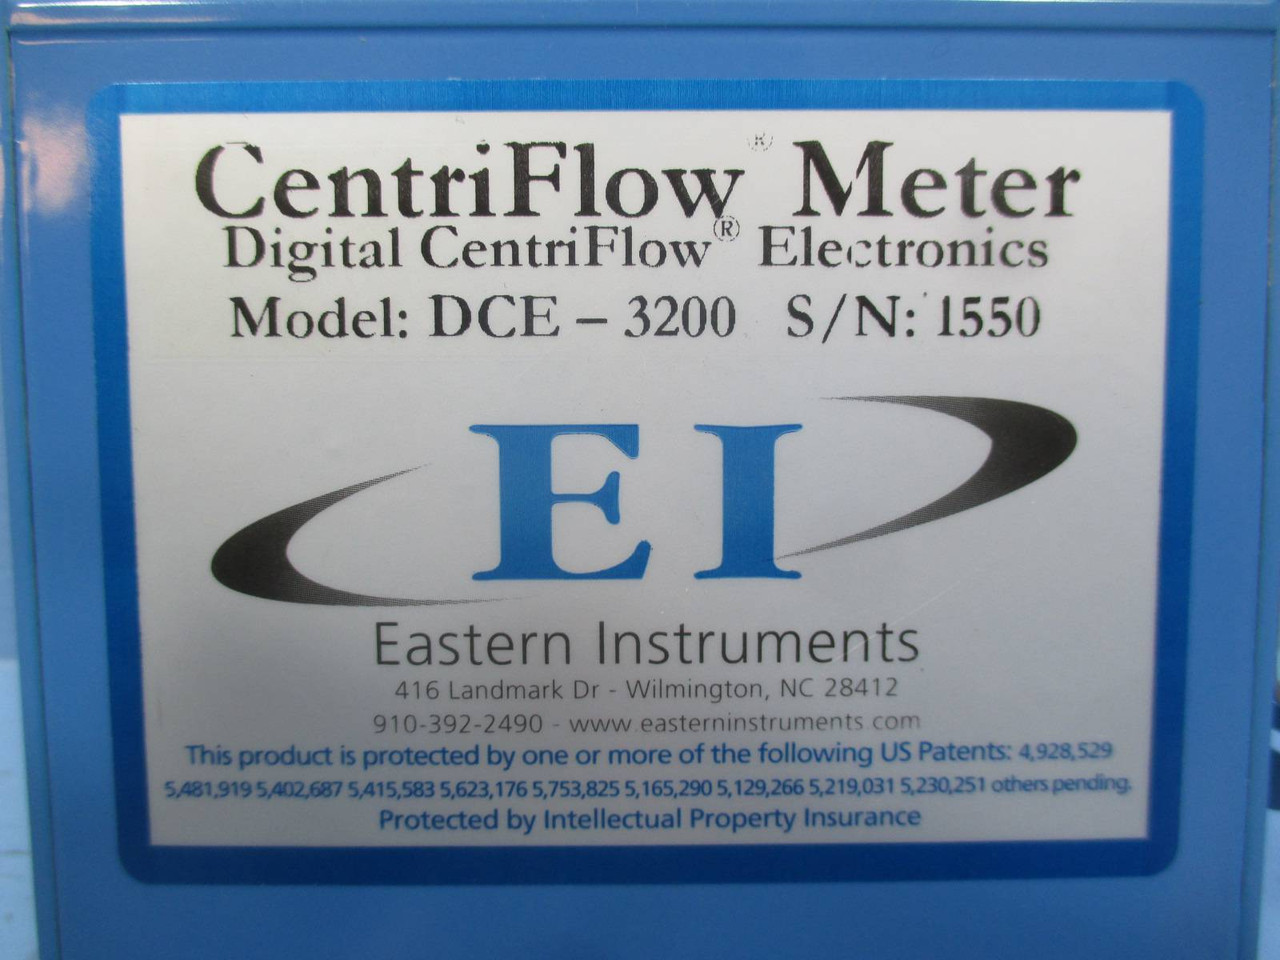 CentriFlow® Meter
Digital CentriFlow® Electronics
Model: DCE – 3200 S/N: 1550
EI
Eastern Instruments
416 Landmark Dr - Wilmington, NC 28412
910-392-2490 - www.easterninstruments.com
This product is protected by one or more of the following US Patents: 4,928,529
5,481,919 5,402,687 5,415,583 5,623,176 5,753,825 5,165,290 5,129,266 5,219,031 5,230,251 others pending.
Protected by Intellectual Property Insurance